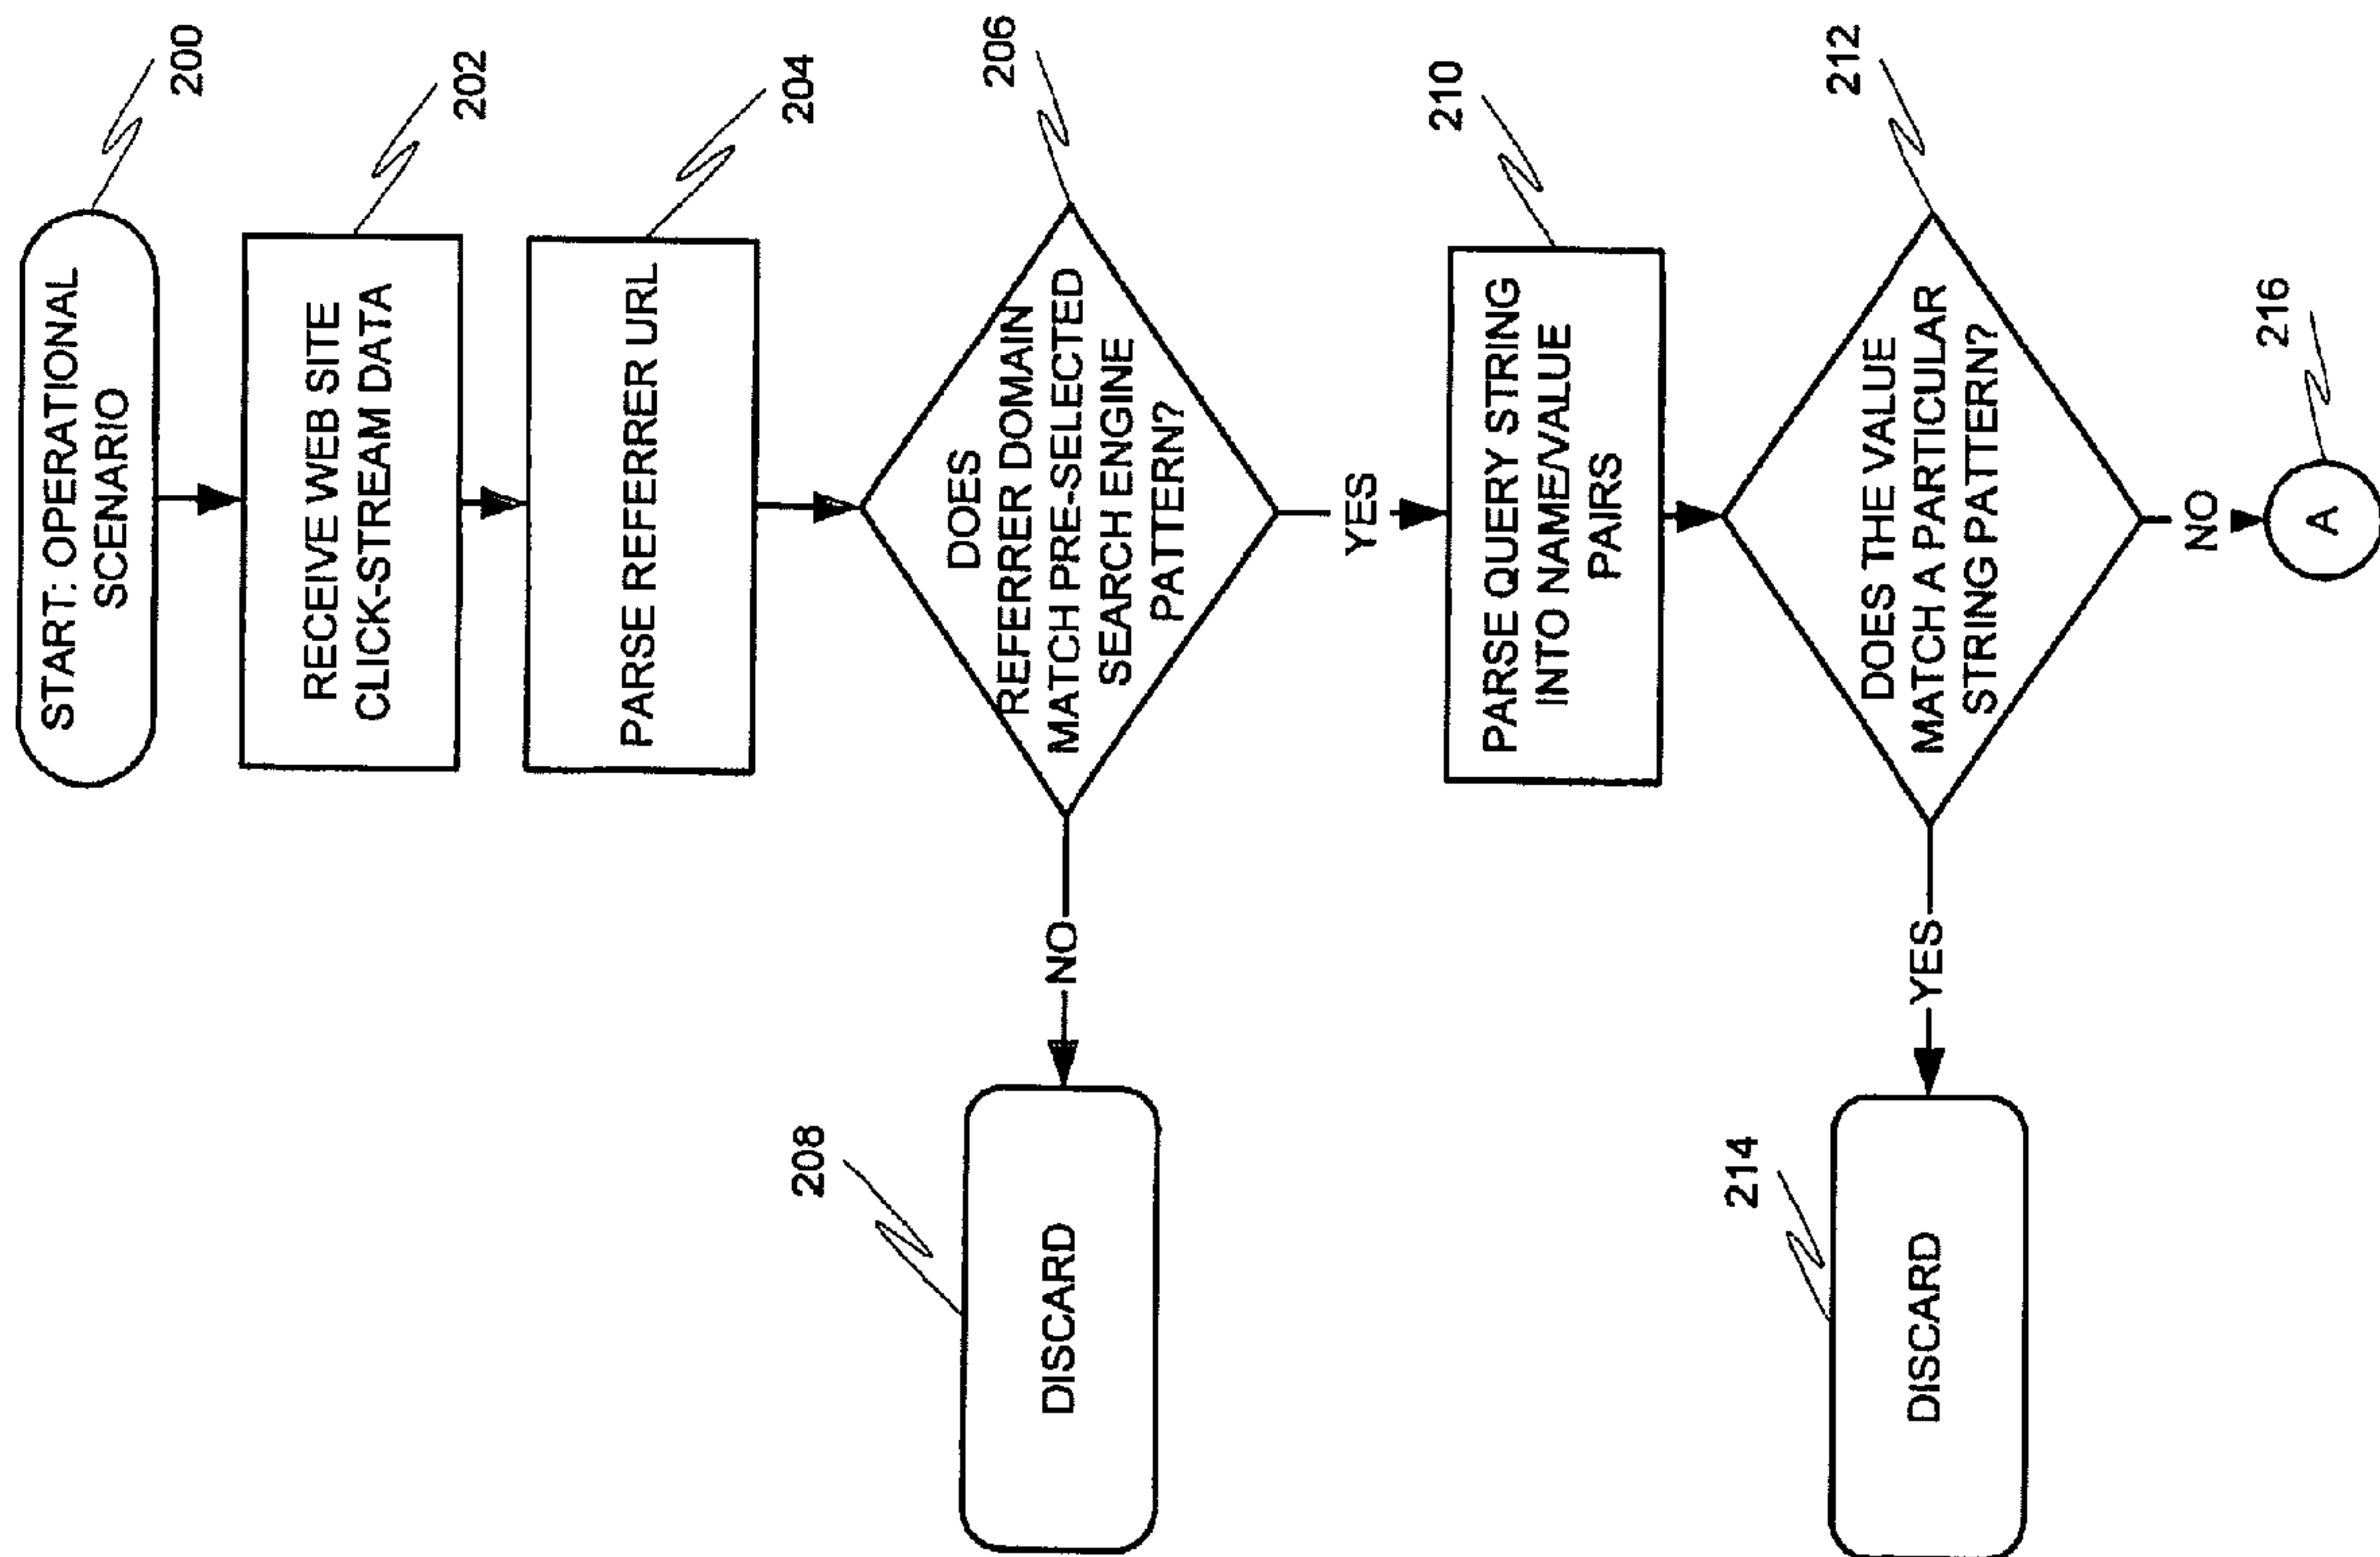 START: OPERATIONAL
SCENARIO
200
RECEIVE WEB SITE
CLICK-STREAM DATA
202
PARSE REFERRER URL
204
DOES
REFERRER DOMAIN
MATCH PRE-SELECTED
SEARCH ENGINE
PATTERN?
206
NO
208
DISCARD
YES
PARSE QUERY STRING
INTO NAME/VALUE
PAIRS
210
DOES THE VALUE
MATCH A PARTICULAR
STRING PATTERN?
212
YES
214
DISCARD
NO
A
216